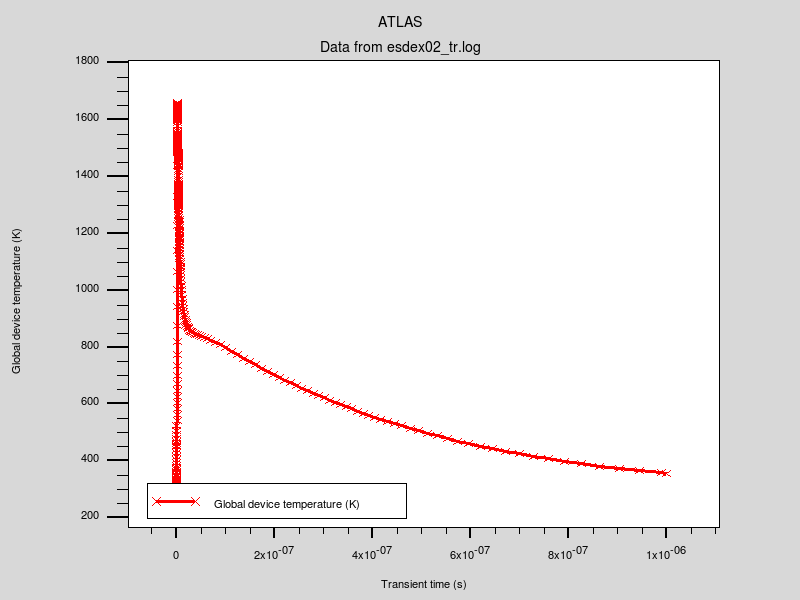 ATLAS
Data from esdex02_tr.log
1800
1600
1400
1200
1000
800
600
400
200
Global device temperature (K)
Global device temperature (K)
0
2x10-07
4x10-07
6x10-07
8x10-07
1x10-06
Transient time (s)